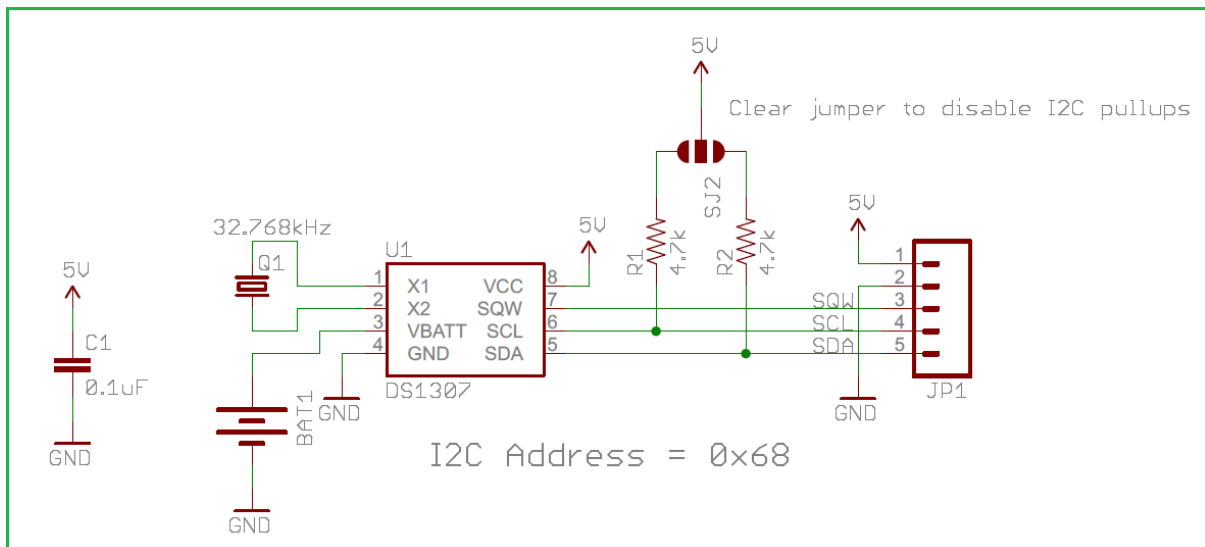 5V
Clear jumper to disable I2C pullups
SJ2
R1
4.7k
R2
4.7k
32.768kHz
Q1
5V
C1
0.1uF
GND
U1
1 X1 VCC 8
2 X2 SQW 7
3 VBATT SCL 6
4 GND SDA 5
DS1307
5V
BAT1
GND
GND
5V
1
2
SQW 3
SCL 4
SDA 5
GND
JP1
I2C Address = 0x68